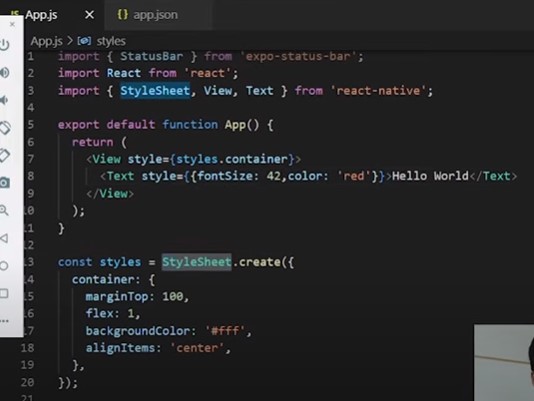 App.js
{} app.json
App.js > styles
1 import { StatusBar } from 'expo-status-bar';
2 import React from 'react';
3 import { StyleSheet, View, Text } from 'react-native';
4
5 export default function App() {
6 return (
7 <View style={styles.container}>
8 <Text style={{fontSize: 42,color: 'red'}}>Hello World</Text>
9 </View>
10 );
11 }
12
13 const styles = StyleSheet.create({
14 container: {
15 marginTop: 100,
16 flex: 1,
17 backgroundColor: '#fff',
18 alignItems: 'center',
19 },
20 });
21